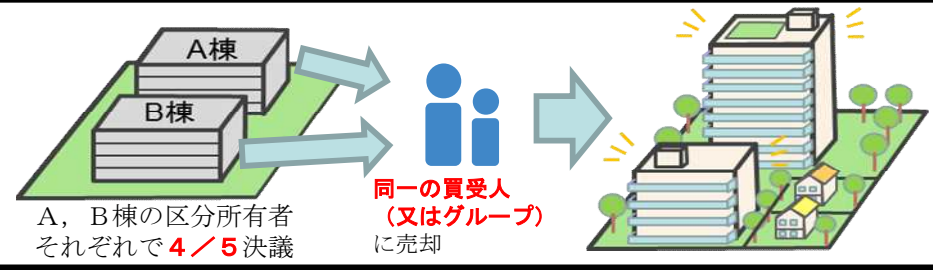 A棟
B棟
A，B棟の区分所有者
それぞれで４／５決議
同一の買受人
（又はグループ）
に売却